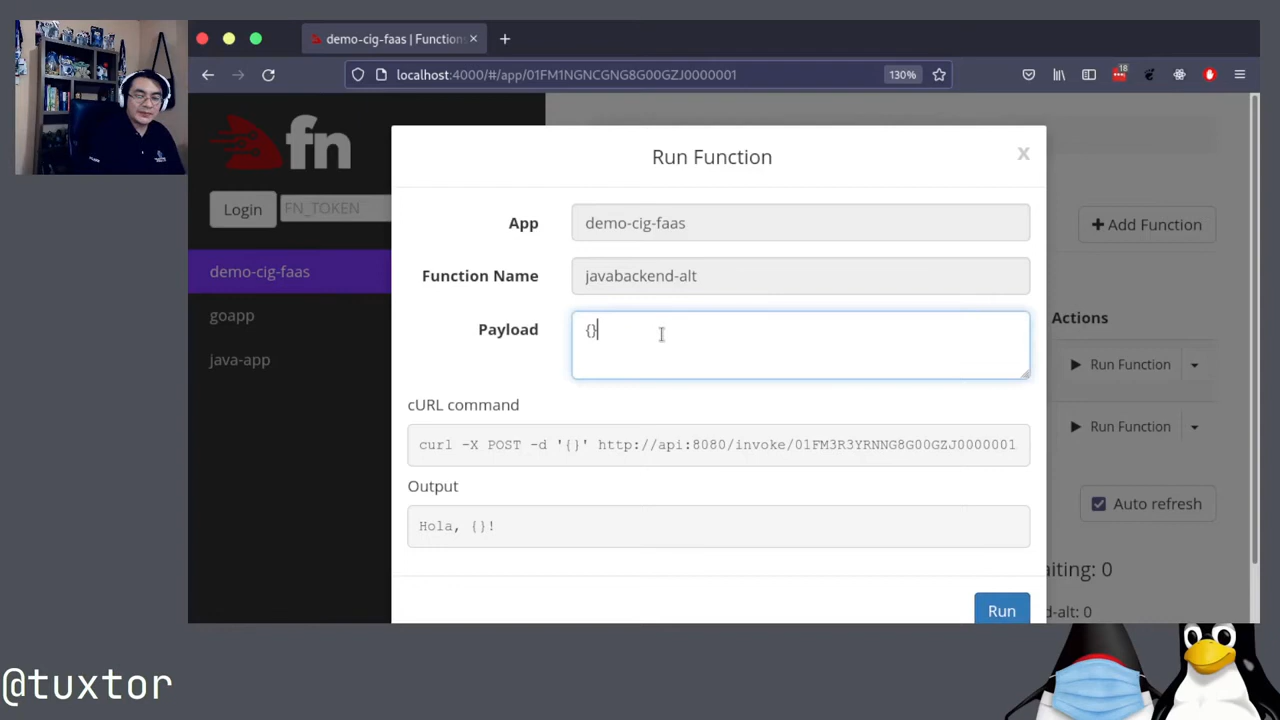 demo-cig-faas | Functions
localhost:4000/#/app/01FM1NGNCGNG8G00GZJ0000001
130%
18
fn
Login
FN_TOKEN
demo-cig-faas
goapp
java-app
Run Function
X
App
demo-cig-faas
Function Name
javabackend-alt
Payload
{}
cURL command
curl -X POST -d '{}' http://api:8080/invoke/01FM3R3YRNNG8G00GZJ0000001
Output
Hola, {}!
Run
Add Function
Actions
Run Function
Run Function
Auto refresh
aiting: 0
d-alt: 0
@tuxtor